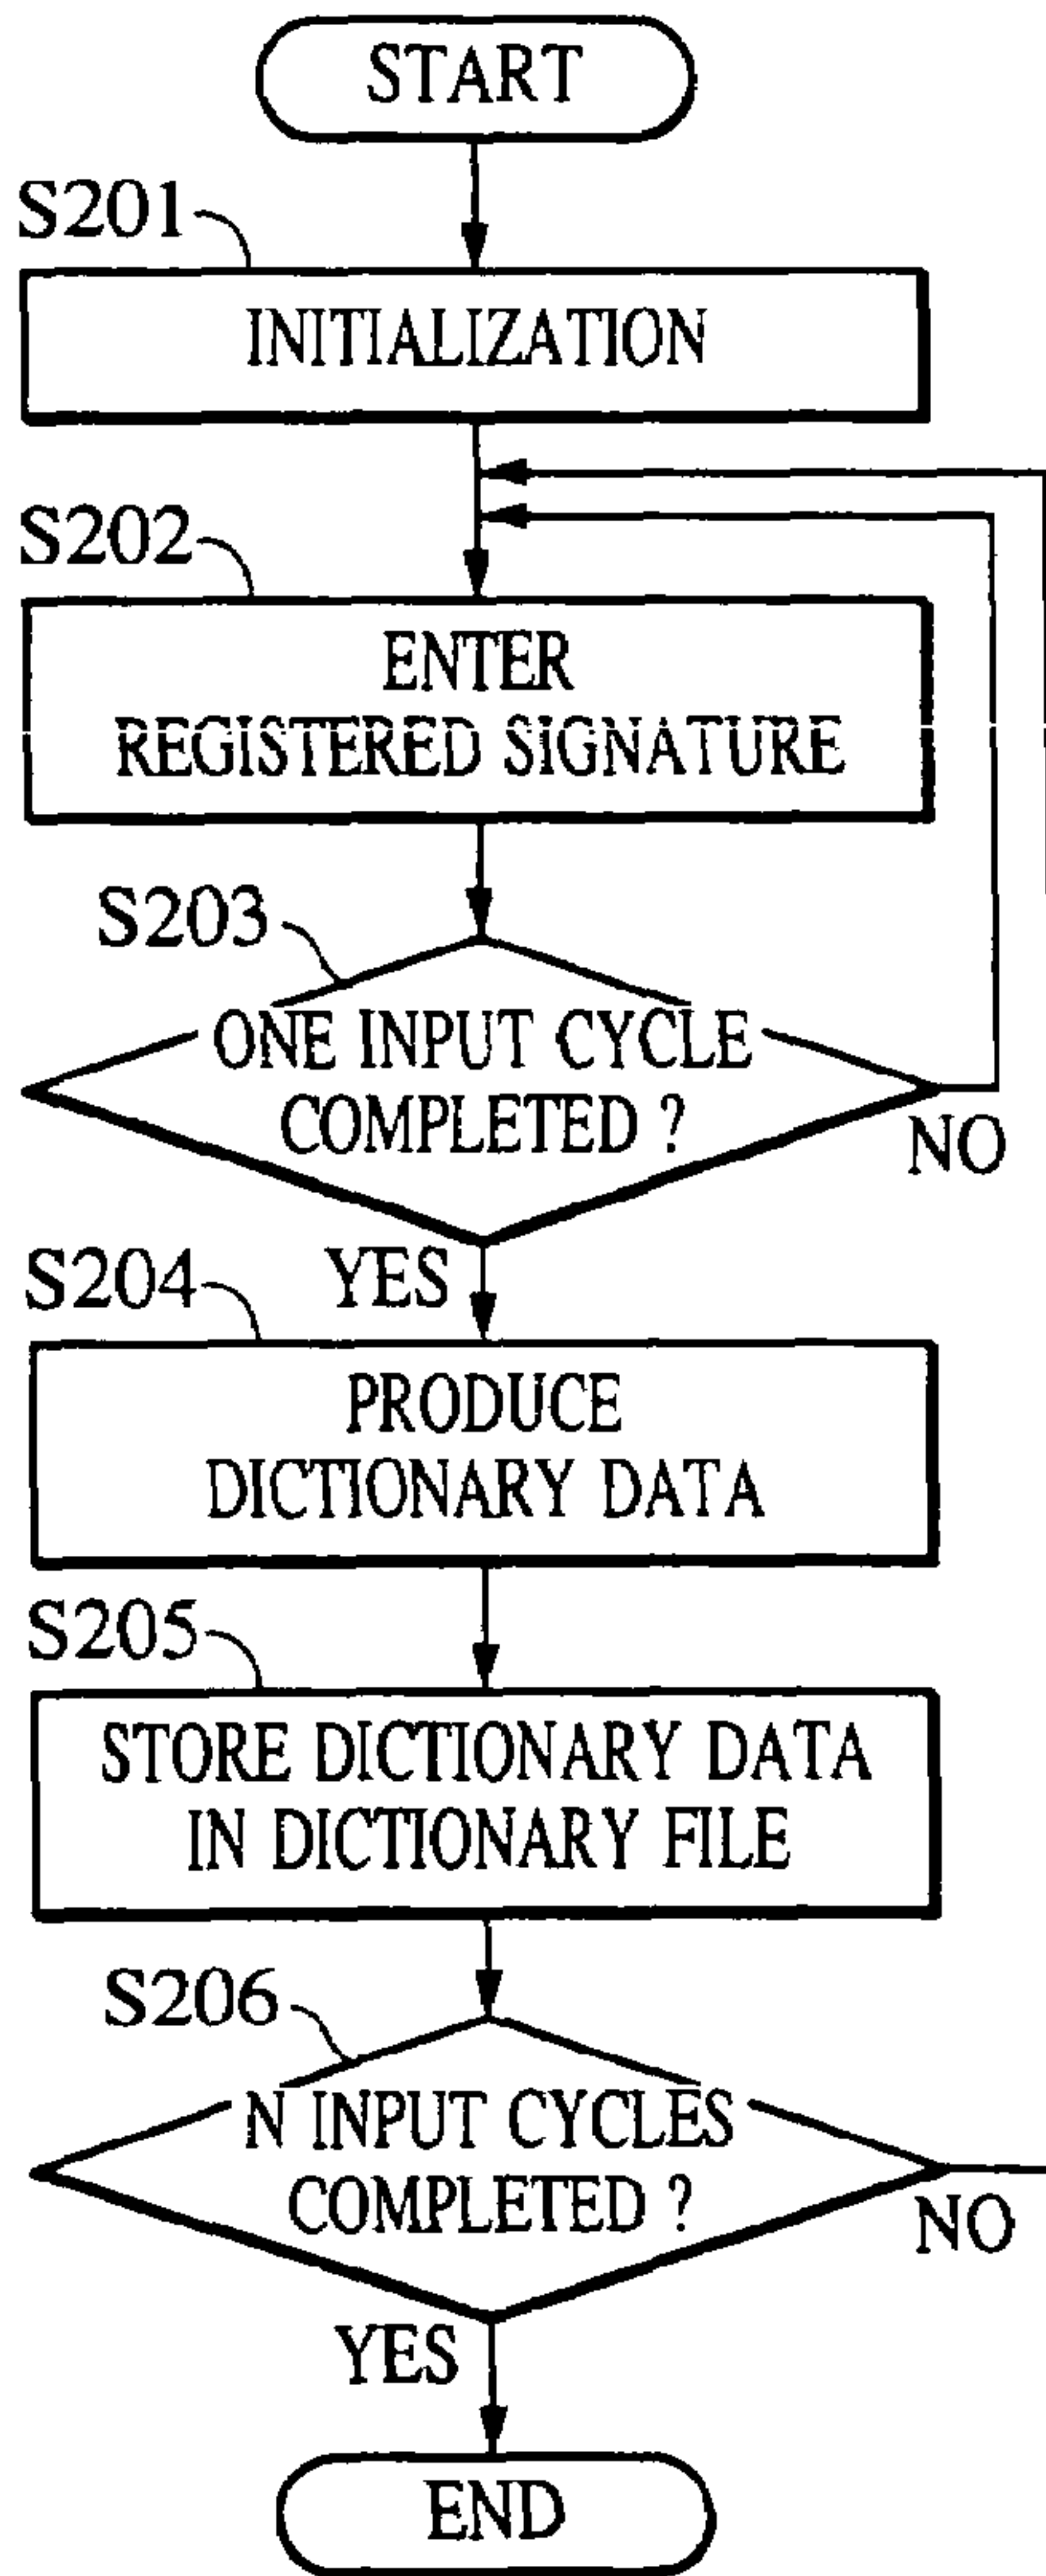 START
S201
INITIALIZATION
S202
ENTER
REGISTERED SIGNATURE
S203
ONE INPUT CYCLE
COMPLETED ?
NO
YES
S204
PRODUCE
DICTIONARY DATA
S205
STORE DICTIONARY DATA
IN DICTIONARY FILE
S206
N INPUT CYCLES
COMPLETED ?
NO
YES
END